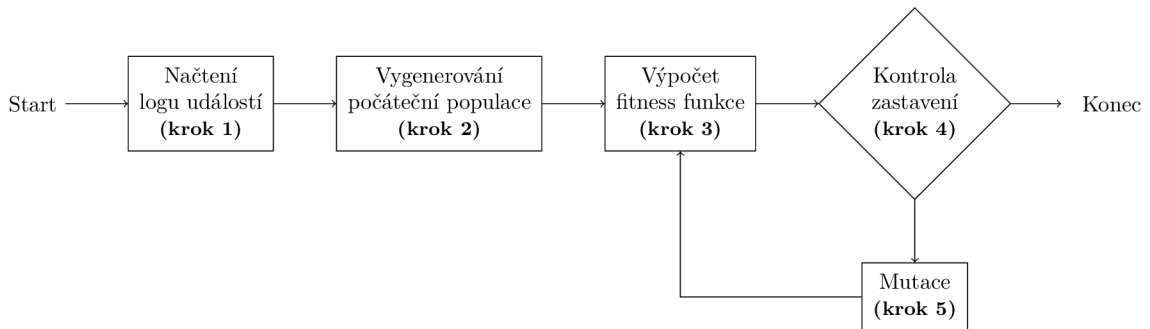 Start
Načtení
logu událostí
(krok 1)
Vygenerování
počáteční populace
(krok 2)
Výpočet
fitness funkce
(krok 3)
Kontrola
zastavení
(krok 4)
Konec
Mutace
(krok 5)